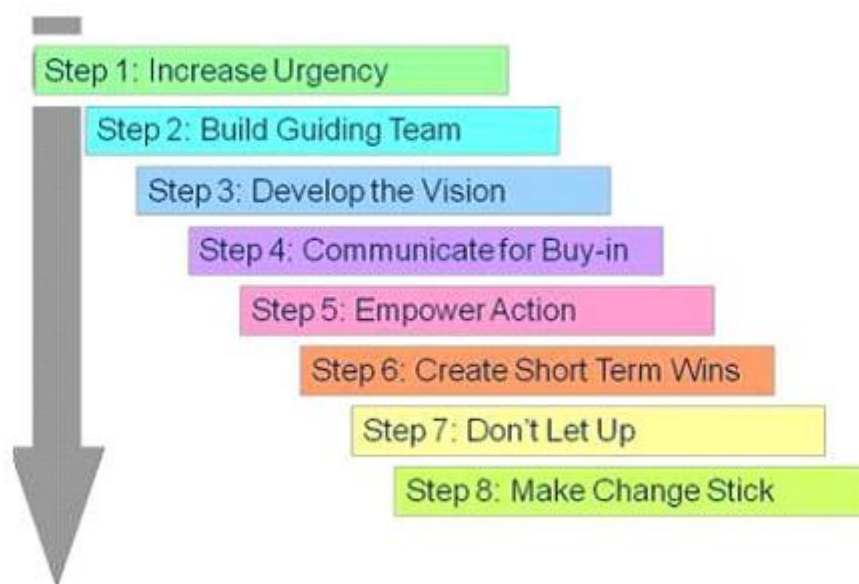 Step 1: Increase Urgency
Step 2: Build Guiding Team
Step 3: Develop the Vision
Step 4: Communicate for Buy-in
Step 5: Empower Action
Step 6: Create Short Term Wins
Step 7: Don't Let Up
Step 8: Make Change Stick